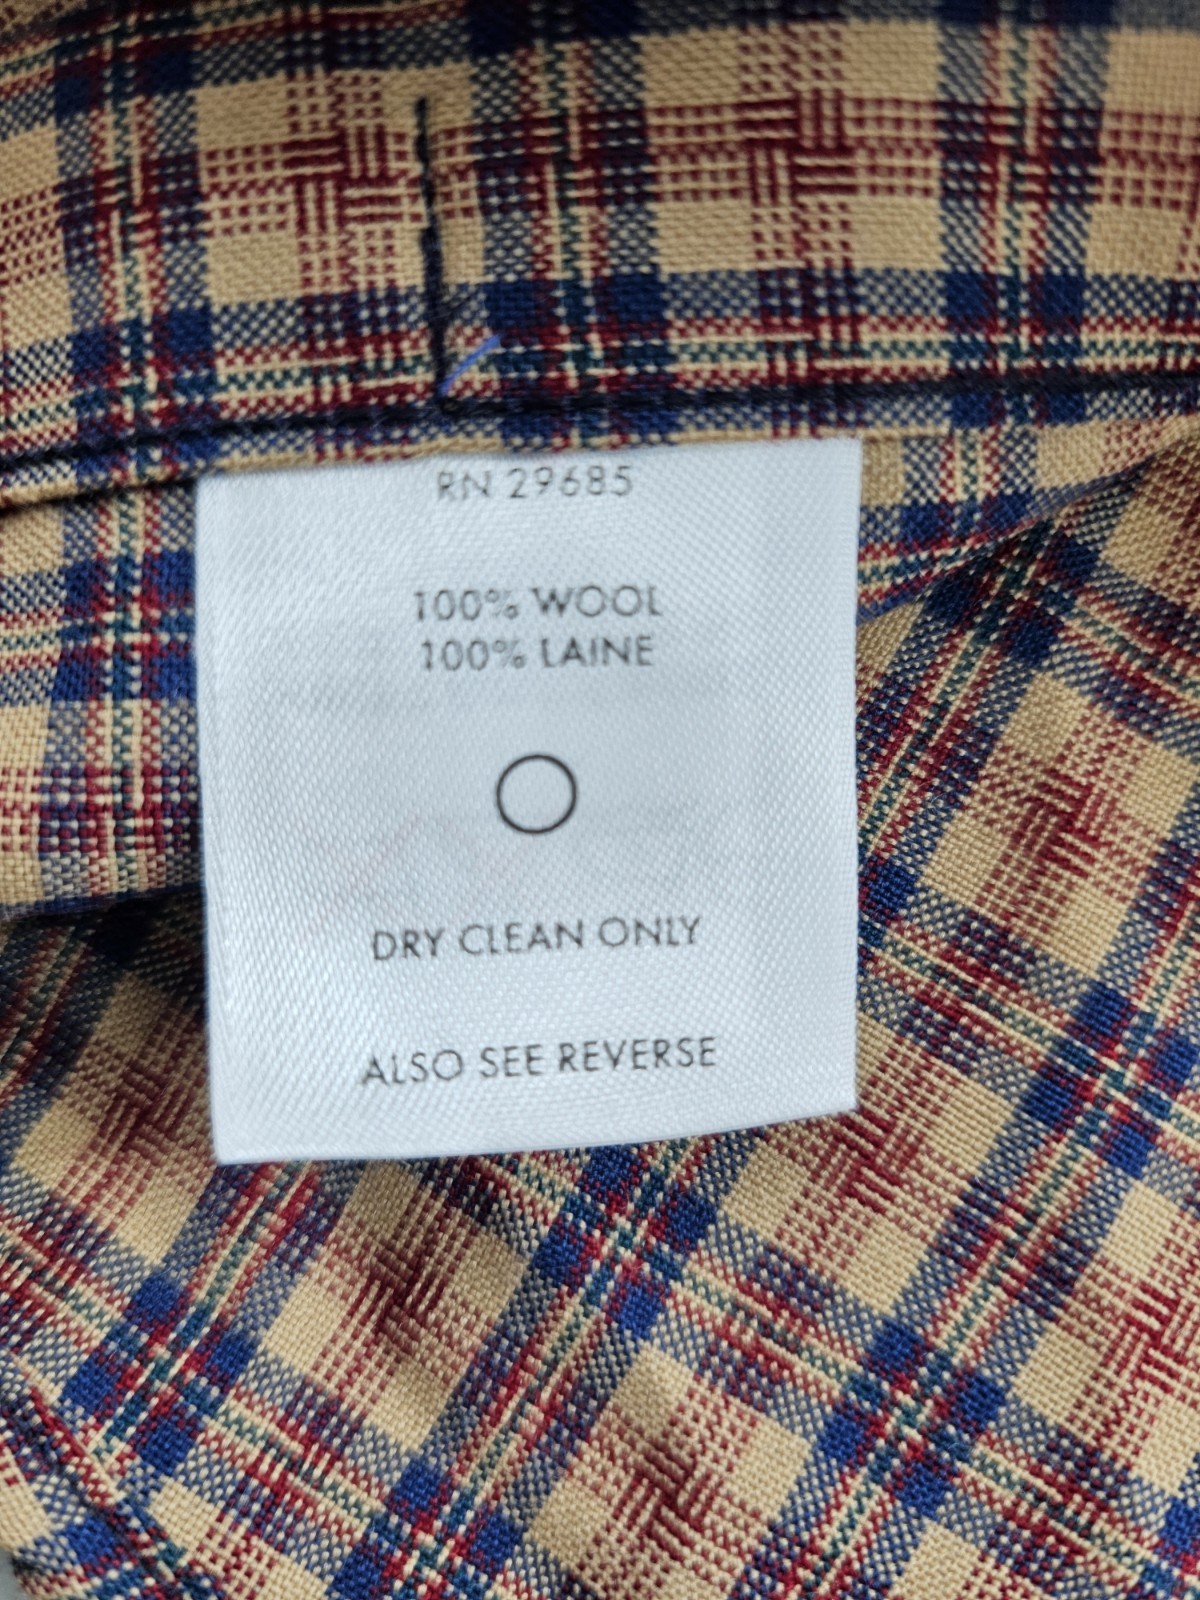 RN 29685
100% WOOL
100% LAINE
DRY CLEAN ONLY
ALSO SEE REVERSE